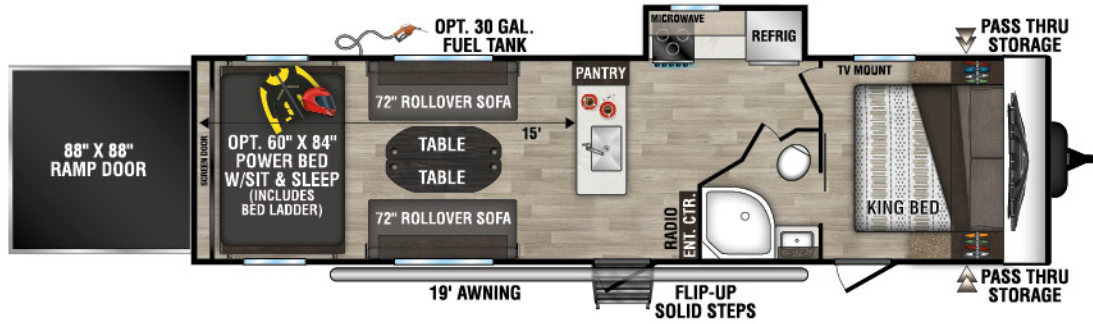 OPT. 30 GAL.
FUEL TANK
MICROWAVE
REFRIG
PASS THRU
STORAGE
PANTRY
TV MOUNT
72" ROLLOVER SOFA
15'
88" X 88"
RAMP DOOR
SCREEN DOOR
OPT. 60" X 84"
POWER BED
W/SIT & SLEEP
(INCLUDES
BED LADDER)
TABLE
TABLE
KING BED
72" ROLLOVER SOFA
RADIO
ENT. CTR.
19' AWNING
FLIP-UP
SOLID STEPS
PASS THRU
STORAGE